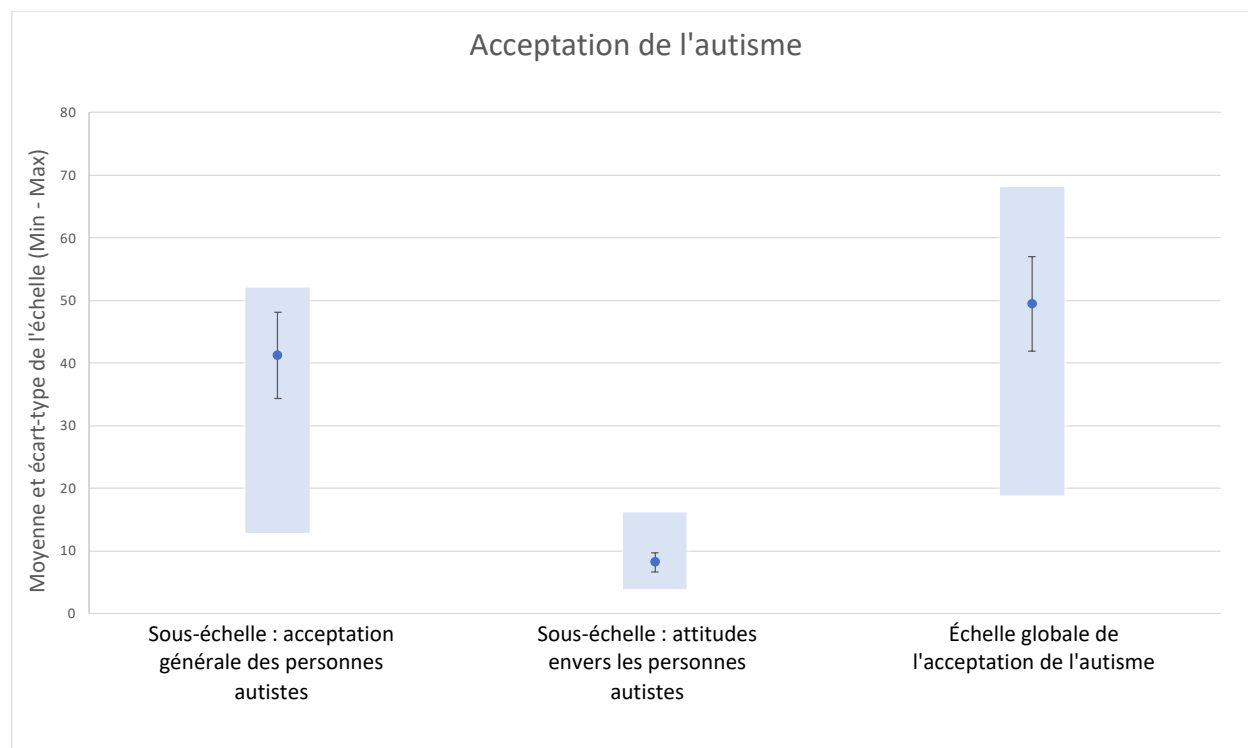 Acceptation de l'autisme
Moyenne et écart-type de l'échelle (Min - Max)
80
70
60
50
40
30
20
10
0
Sous-échelle : acceptation
générale des personnes
autistes
Sous-échelle : attitudes
envers les personnes
autistes
Échelle globale de
l'acceptation de l'autisme